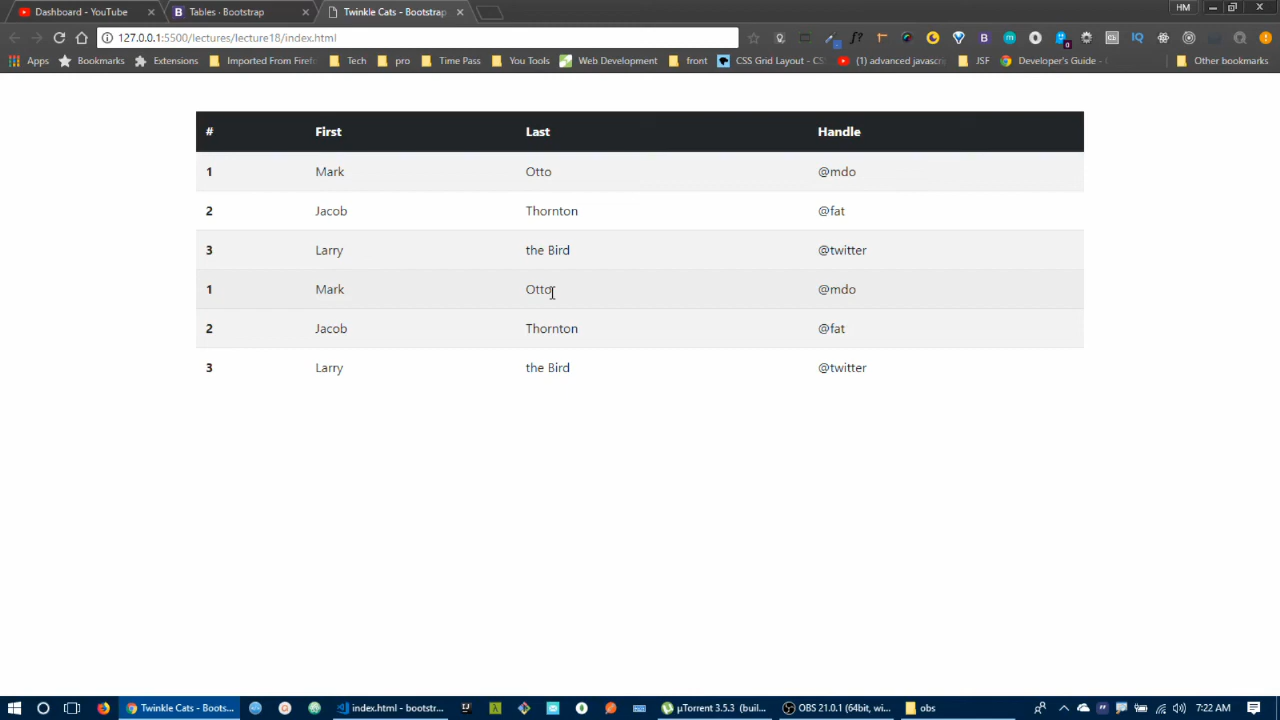 Dashboard - YouTube
Tables · Bootstrap
Twinkle Cats - Bootstrap
HM
127.0.0.1:5500/lectures/lecture18/index.html
Apps
Bookmarks
Extensions
Imported From Firef
Tech
pro
Time Pass
You Tools
Web Development
front
CSS Grid Layout - CS
(1) advanced javascri
JSF
Developer's Guide -
Other bookmarks
# First Last Handle
1 Mark Otto @mdo
2 Jacob Thornton @fat
3 Larry the Bird @twitter
1 Mark Otto @mdo
2 Jacob Thornton @fat
3 Larry the Bird @twitter
Twinkle Cats - Boots...
index.html - bootstr...
µTorrent 3.5.3 (buil...
OBS 21.0.1 (64bit, wi...
obs
7:22 AM